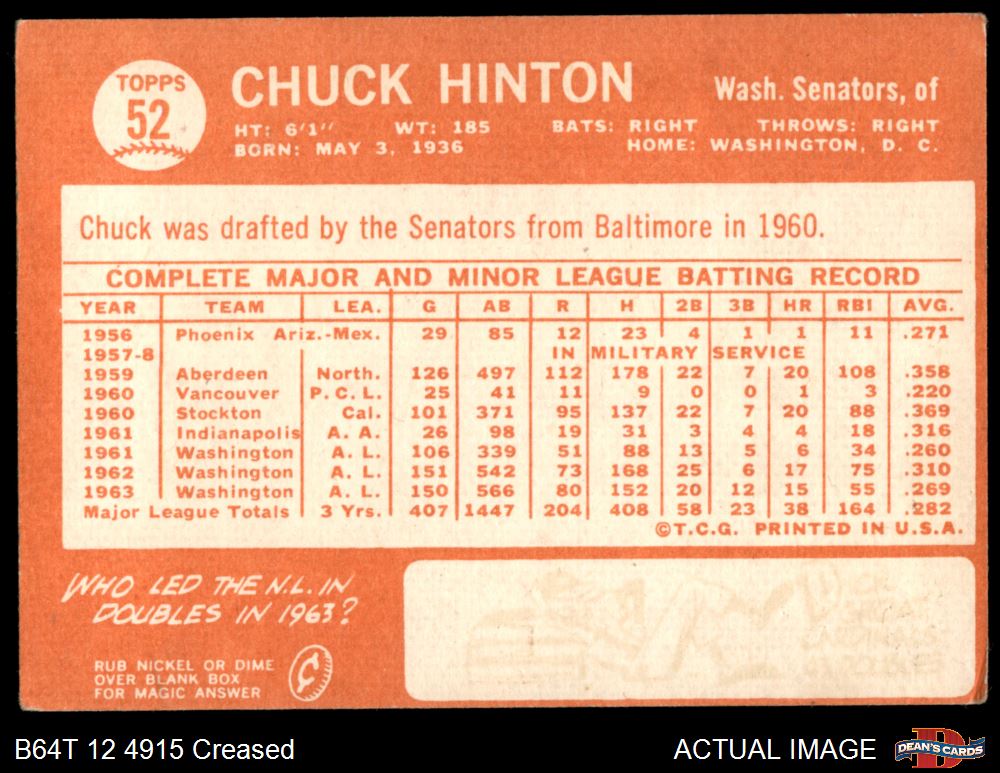 TOPPS
52
CHUCK HINTON
Wash. Senators, of
HT: 6'1" WT: 185 BATS: RIGHT THROWS: RIGHT
BORN: MAY 3, 1936 HOME: WASHINGTON, D. C.
Chuck was drafted by the Senators from Baltimore in 1960.
COMPLETE MAJOR AND MINOR LEAGUE BATTING RECORD
YEAR TEAM LEA. G AB R H 2B 3B HR RBI AVG.
1956 Phoenix Ariz.-Mex. 29 85 12 23 4 1 1 11 .271
1957-8 IN MILITARY SERVICE
1959 Aberdeen North. 126 497 112 178 22 7 20 108 .358
1960 Vancouver P.C.L. 25 41 11 9 0 0 1 3 .220
1960 Stockton Cal. 101 371 95 137 22 7 20 88 .369
1961 Indianapolis A. A. 26 98 19 31 3 4 4 18 .316
1961 Washington A. L. 106 339 51 88 13 5 6 34 .260
1962 Washington A. L. 151 542 73 168 25 6 17 75 .310
1963 Washington A. L. 150 566 80 152 20 12 15 55 .269
Major League Totals 3 Yrs. 407 1447 204 408 58 23 38 164 .282
©T.C.G. PRINTED IN U.S.A.
WHO LED THE N.L. IN
DOUBLES IN 1963?
RUB NICKEL OR DIME
OVER BLANK BOX
FOR MAGIC ANSWER
B64T 12 4915 Creased
ACTUAL IMAGE
DEAN'S CARDS